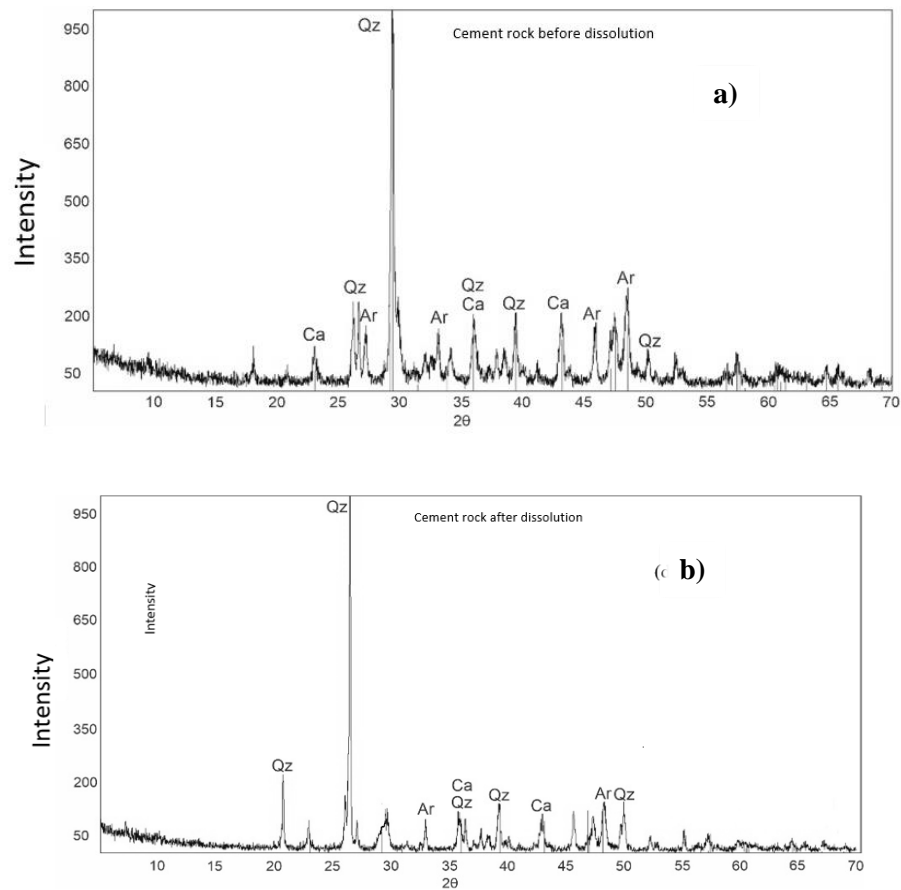 950
Qz
Cement rock before dissolution
a)
800
650
500
Intensity
350
Qz
Ar
Ca
Ar
Qz
Ca
Qz
Ca
Ar
Ar
Qz
200
50
10 15 20 25 30 35 40 45 50 55 60 65 70
2θ
950
Qz
Cement rock after dissolution
(c b)
800
Intensity
650
500
Intensity
350
Qz
Ar
Ca
Qz
Qz
Ca
Ar
Qz
200
50
10 15 20 25 30 35 40 45 50 55 60 65 70
2θ